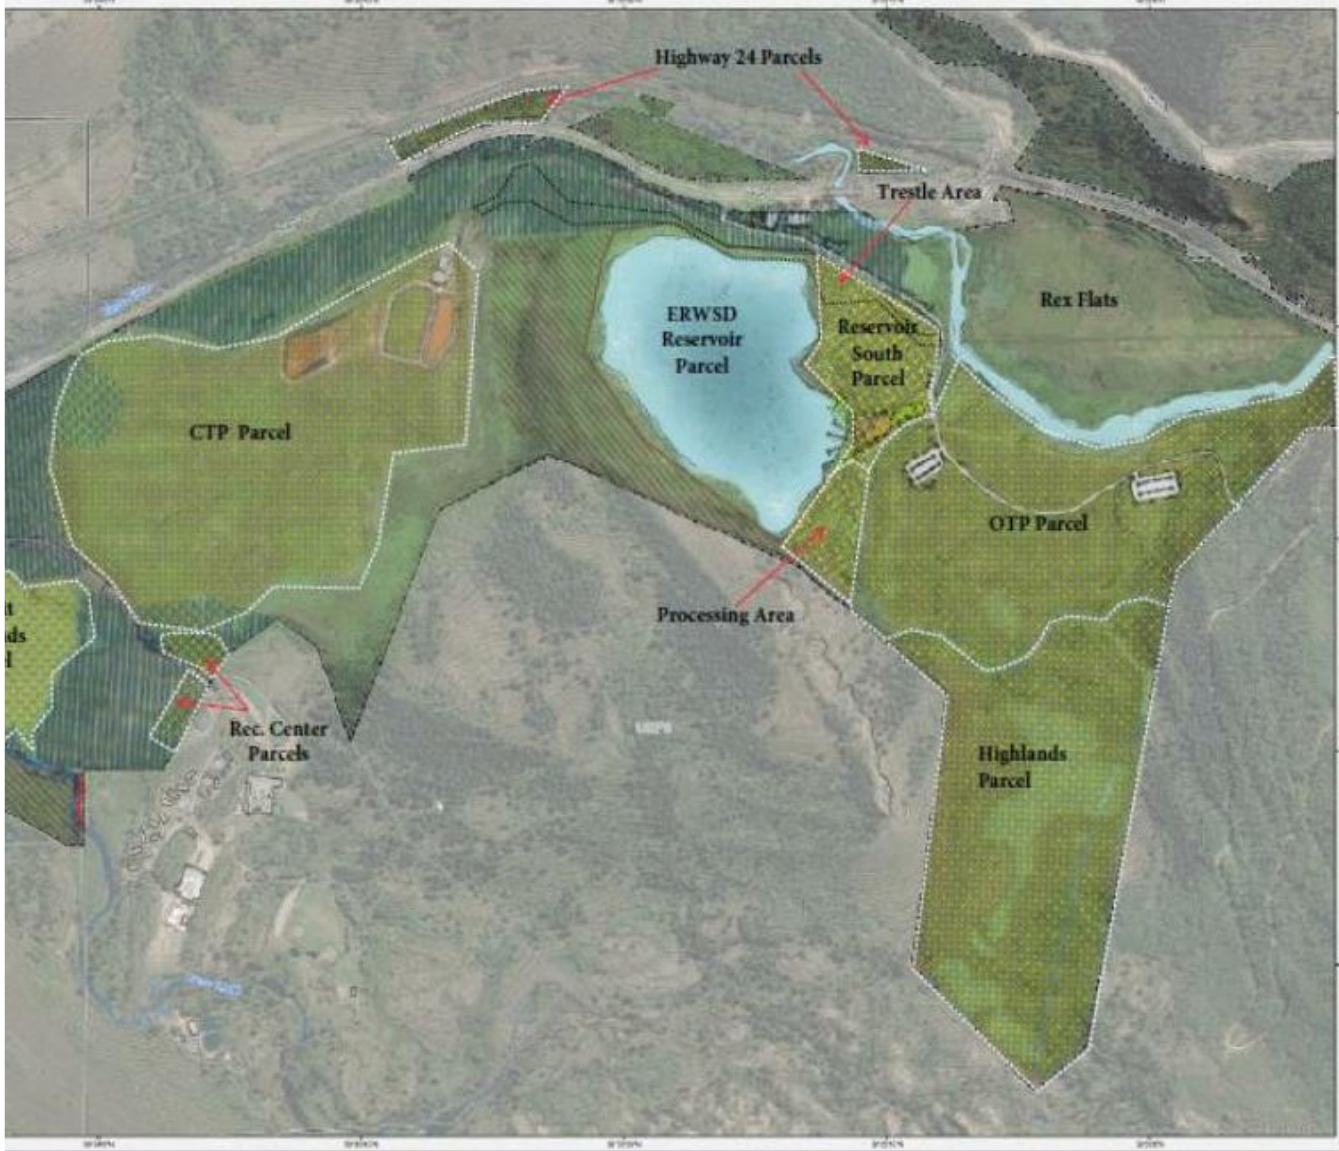 Highway 24 Parcels
Trestle Area
Rex Flats
ERWSD
Reservoir
Parcel
Reservoir
South
Parcel
CTP Parcel
OTP Parcel
Processing Area
Rec. Center
Parcels
Highlands
Parcel